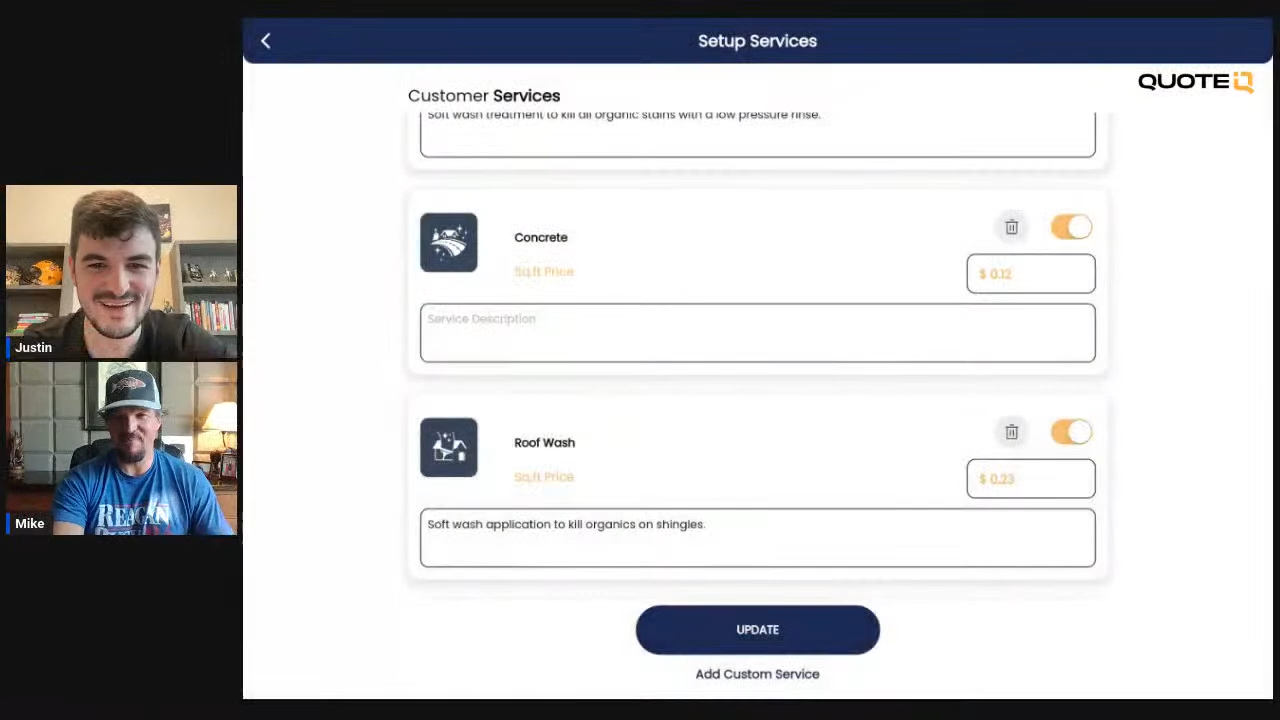 Setup Services
QUOTE IQ
Customer Services
Soft wash treatment to kill all organic stains with a low pressure rinse.
Concrete
Sq.ft Price
$ 0.12
Service Description
Roof Wash
Sq.ft Price
$ 0.23
Soft wash application to kill organics on shingles.
UPDATE
Add Custom Service
Justin
REAGAN
Mike